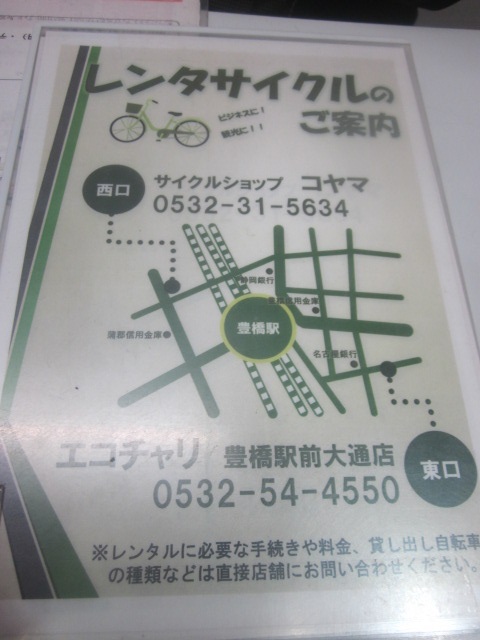 レンタサイクルの
ご案内
ビジネスに!
観光に!!
西口
サイクルショップ コヤマ
0532-31-5634
静岡銀行
豊橋信用金庫
豊橋駅
蒲郡信用金庫
名古屋銀行
エコチャリ 豊橋駅前大通店
0532-54-4550
東口
※レンタルに必要な手続きや料金、貸し出し自転車
の種類などは直接店舗にお問い合わせください。